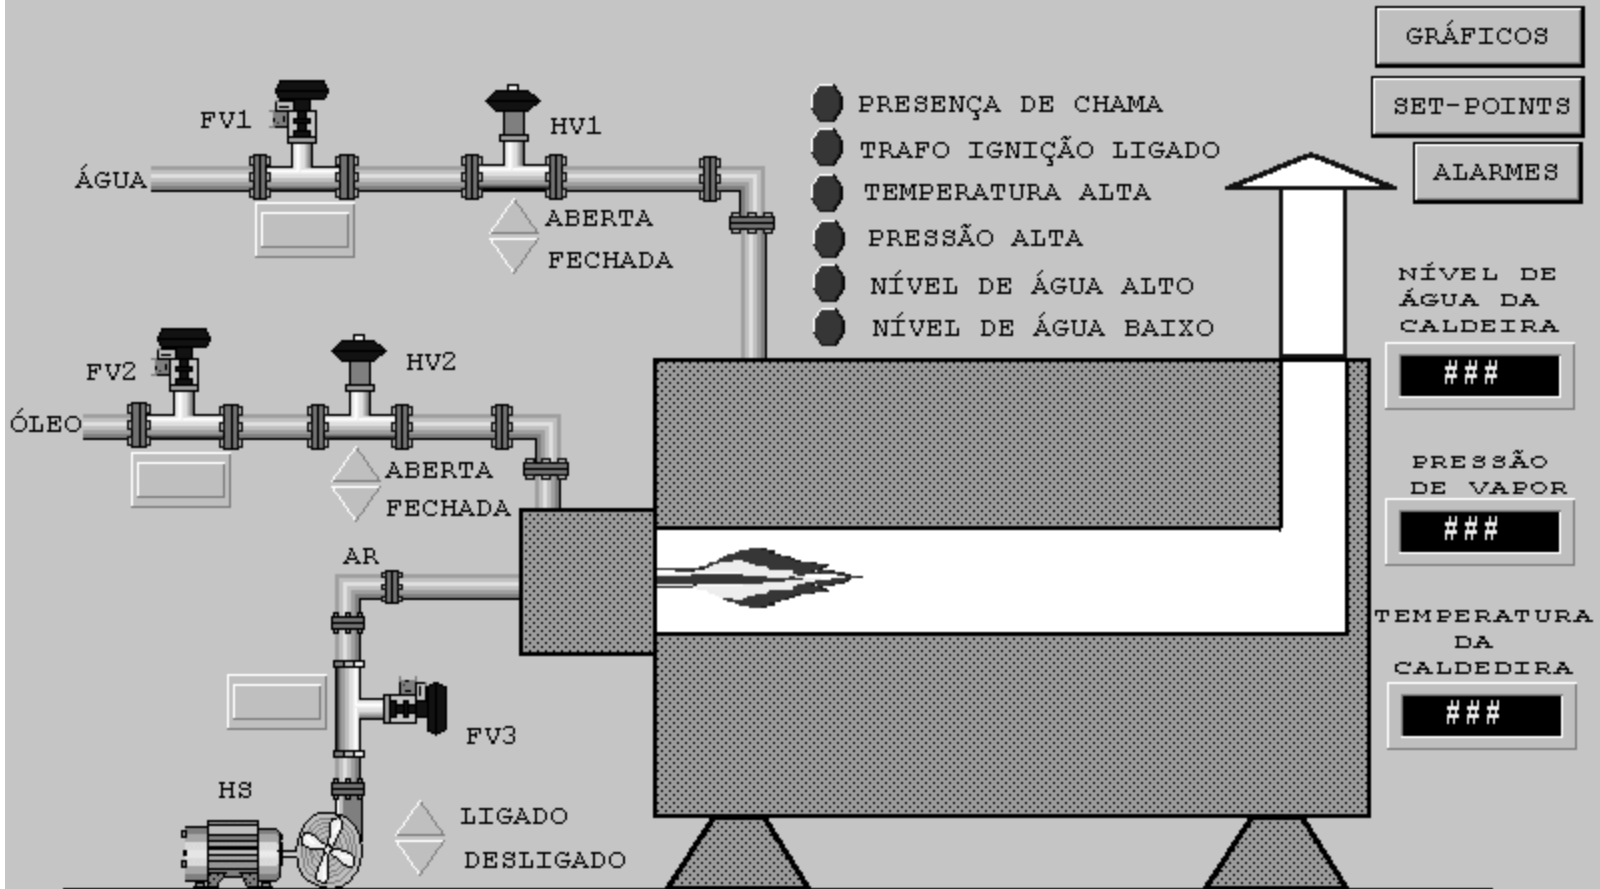 GRÁFICOS
SET-POINTS
ALARMES
FV1
HV1
ÁGUA
ABERTA
FECHADA
PRESENÇA DE CHAMA
TRAFO IGNIÇÃO LIGADO
TEMPERATURA ALTA
PRESSÃO ALTA
NÍVEL DE ÁGUA ALTO
NÍVEL DE ÁGUA BAIXO
NÍVEL DE
ÁGUA DA
CALDEIRA
###
FV2
HV2
ÓLEO
ABERTA
FECHADA
PRESSÃO
DE VAPOR
###
AR
FV3
TEMPERATURA
DA
CALDEDIRA
###
HS
LIGADO
DESLIGADO